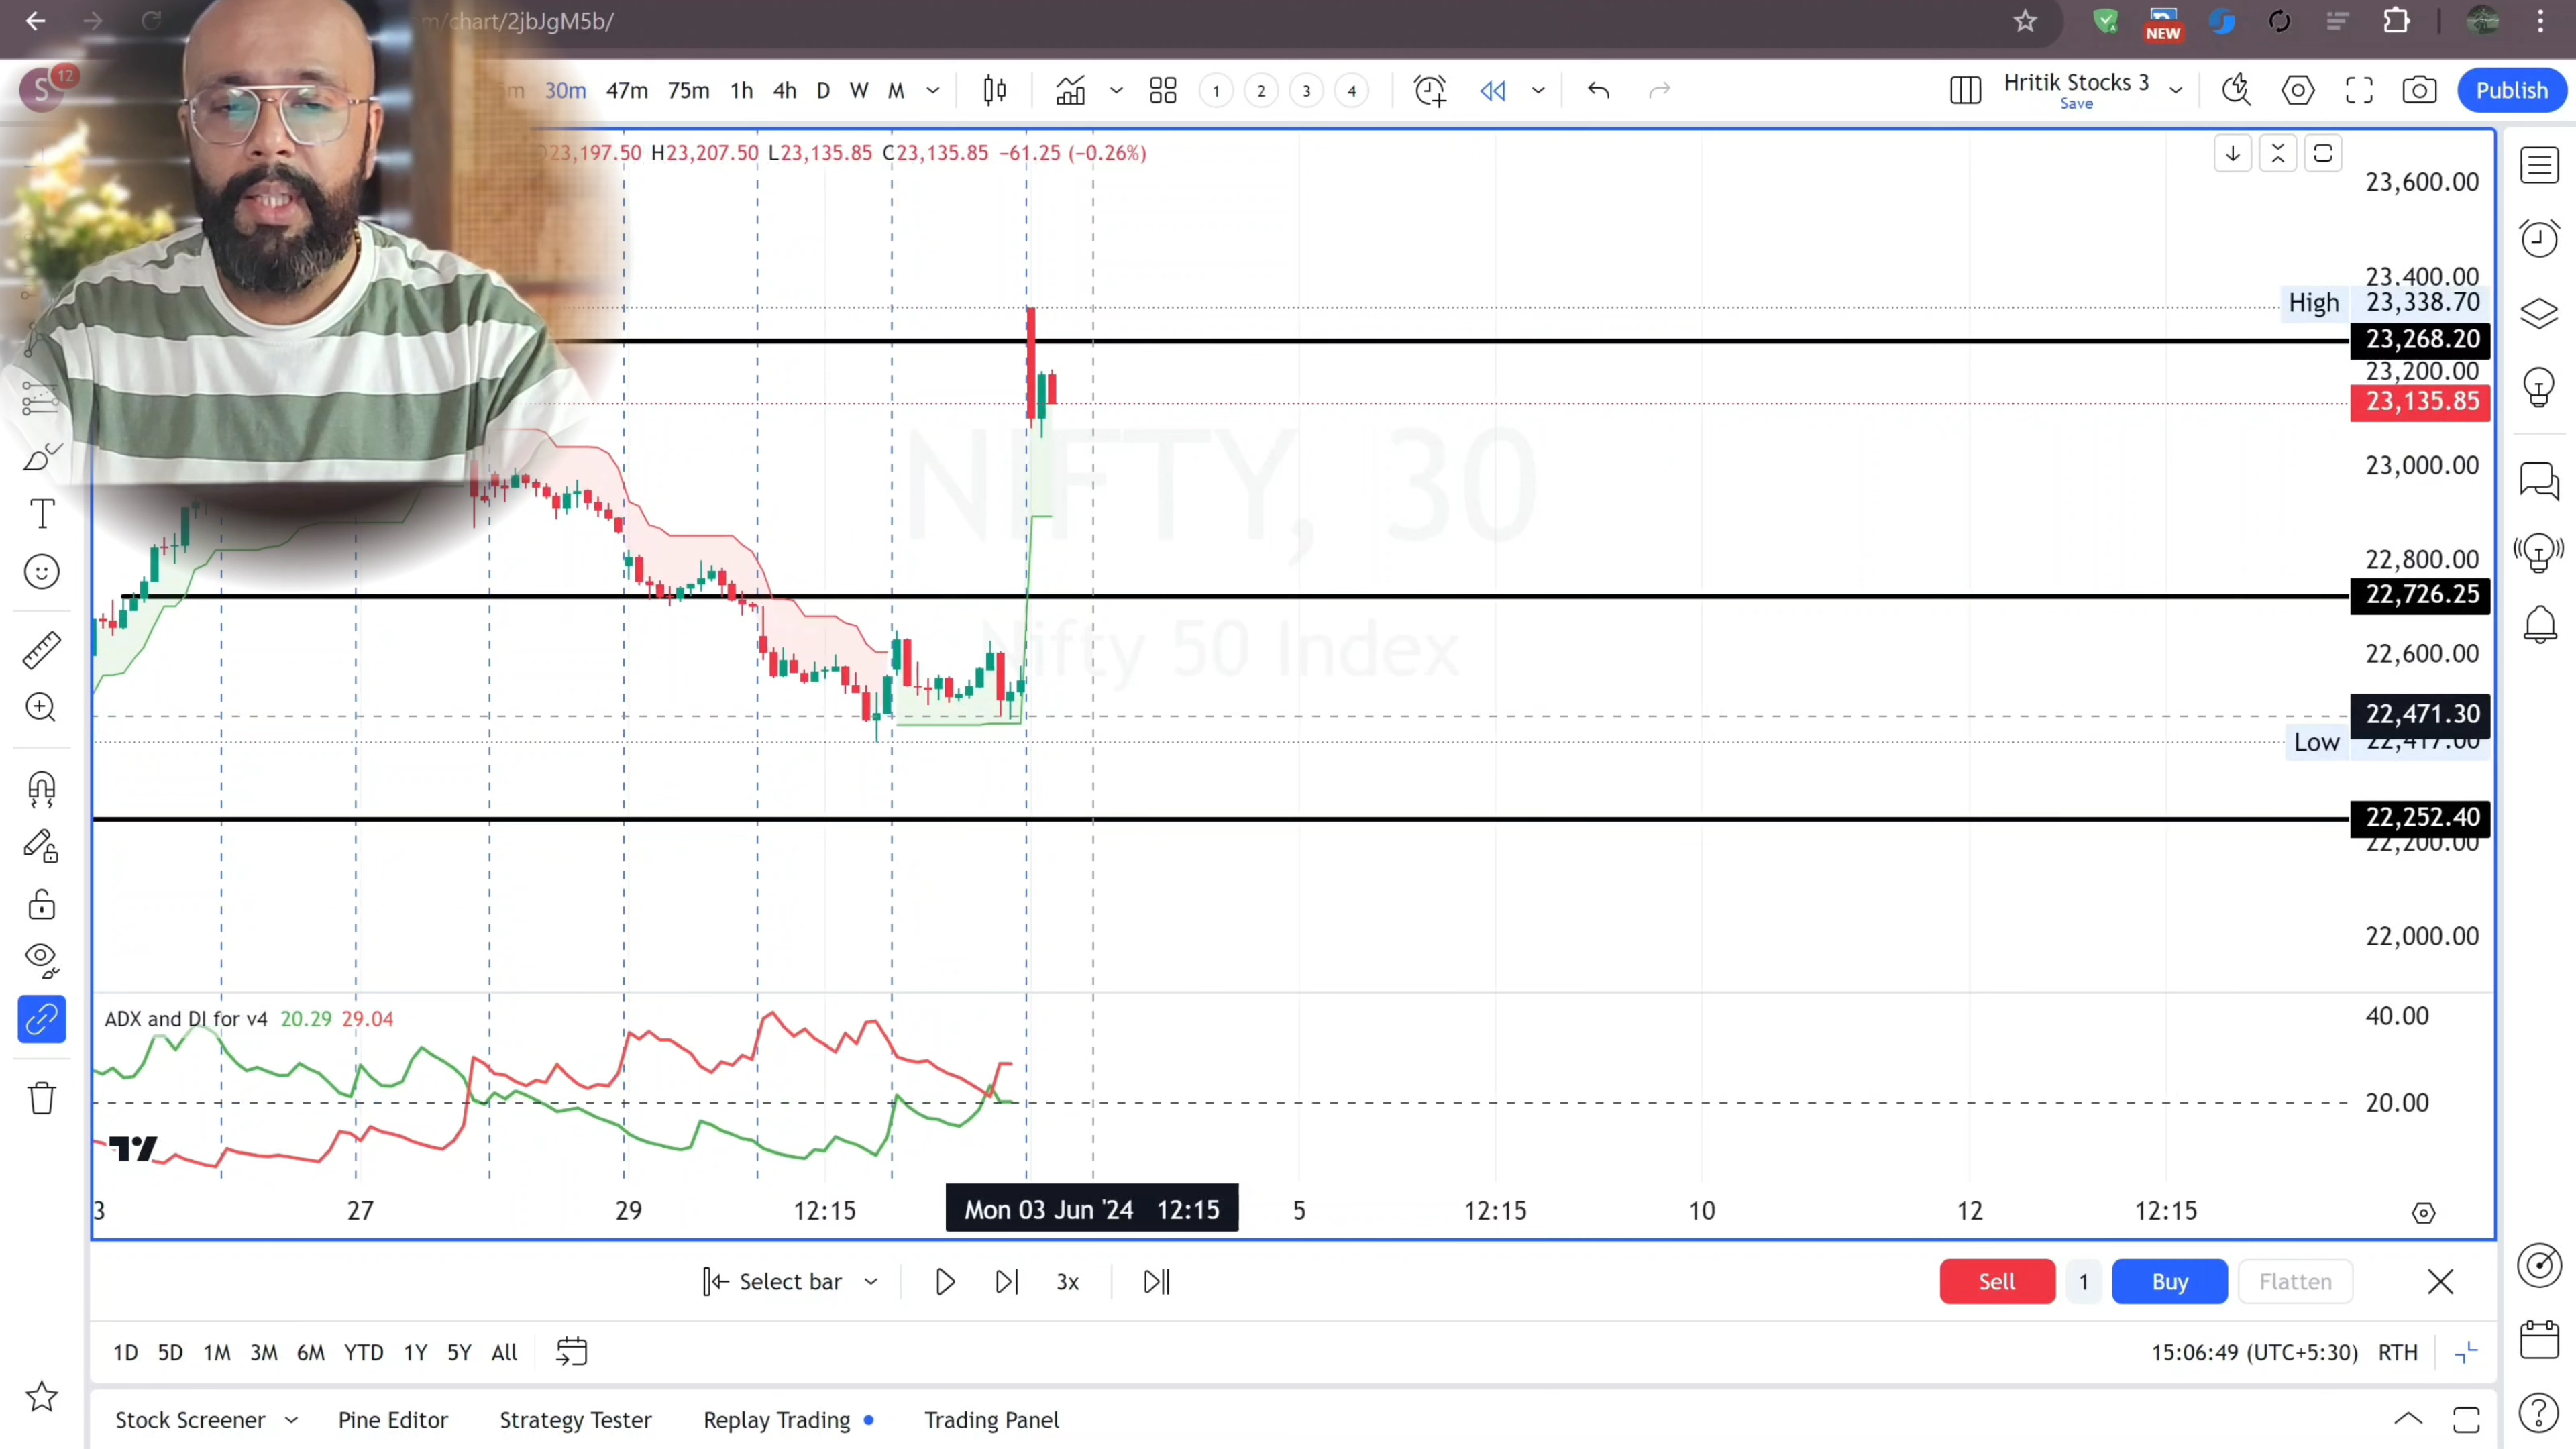 m/chart/2jbJgM5b/
NEW
S 12
m 30m 47m 75m 1h 4h D W M 1 2 3 4 Hritik Stocks 3 Publish
Save
23,197.50 H23,207.50 L23,135.85 C23,135.85 −61.25 (−0.26%)
23,600.00
23,400.00
High 23,338.70
23,268.20
23,200.00
23,135.85
23,000.00
NIFTY, 30
22,800.00
22,726.25
Nifty 50 Index
22,600.00
22,471.30
Low 22,417.00
22,252.40
22,200.00
22,000.00
ADX and DI for v4 20.29 29.04
40.00
20.00
3 27 29 12:15 Mon 03 Jun '24 12:15 5 12:15 10 12 12:15
Select bar 3x Sell 1 Buy Flatten
1D 5D 1M 3M 6M YTD 1Y 5Y All 15:06:49 (UTC+5:30) RTH
Stock Screener Pine Editor Strategy Tester Replay Trading Trading Panel